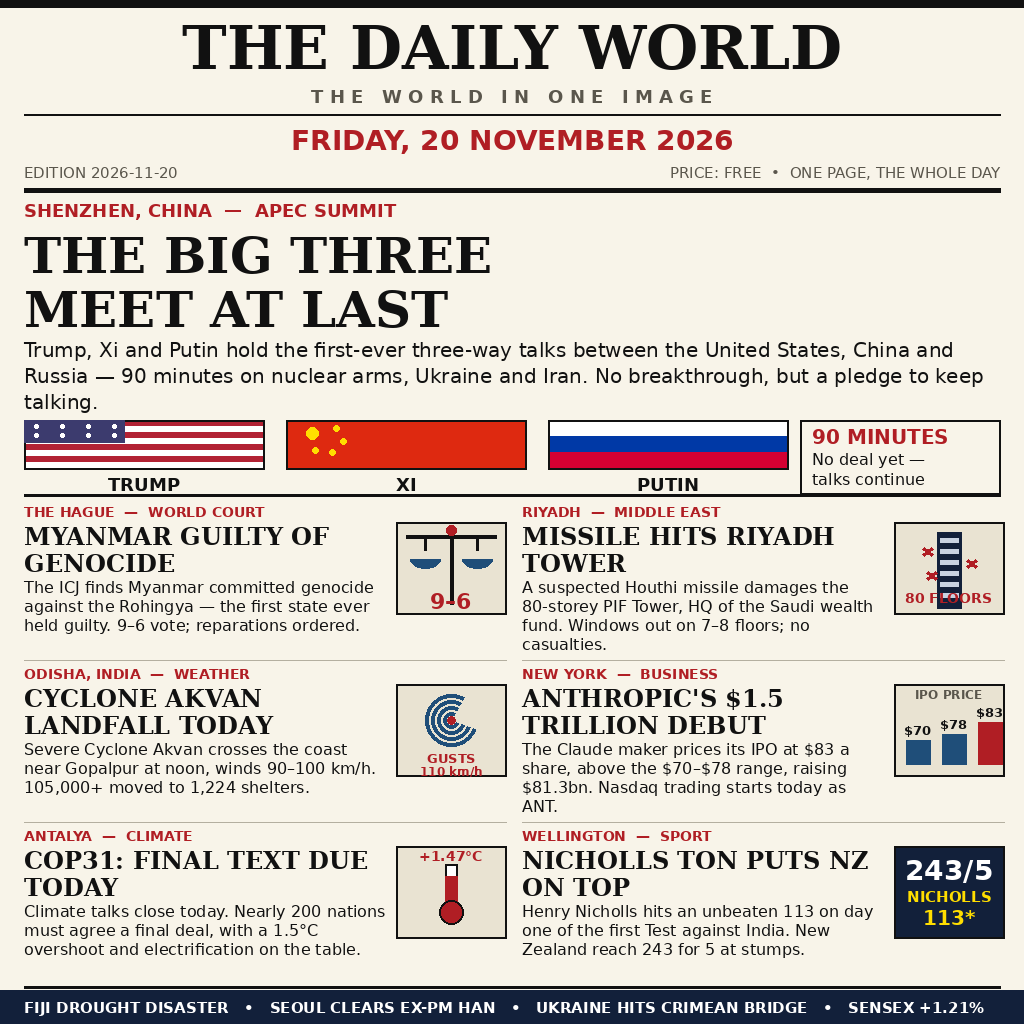 THE DAILY WORLD
THE WORLD IN ONE IMAGE
FRIDAY, 20 NOVEMBER 2026
EDITION 2026-11-20
PRICE: FREE • ONE PAGE, THE WHOLE DAY
SHENZHEN, CHINA — APEC SUMMIT
THE BIG THREE
MEET AT LAST
Trump, Xi and Putin hold the first-ever three-way talks between the United States, China and
Russia — 90 minutes on nuclear arms, Ukraine and Iran. No breakthrough, but a pledge to keep
talking.
TRUMP
XI
PUTIN
90 MINUTES
No deal yet —
talks continue
THE HAGUE — WORLD COURT
MYANMAR GUILTY OF
GENOCIDE
The ICJ finds Myanmar committed genocide
against the Rohingya — the first state ever
held guilty. 9–6 vote; reparations ordered.
9–6
RIYADH — MIDDLE EAST
MISSILE HITS RIYADH
TOWER
A suspected Houthi missile damages the
80-storey PIF Tower, HQ of the Saudi wealth
fund. Windows out on 7–8 floors; no
casualties.
80 FLOORS
ODISHA, INDIA — WEATHER
CYCLONE AKVAN
LANDFALL TODAY
Severe Cyclone Akvan crosses the coast
near Gopalpur at noon, winds 90–100 km/h.
105,000+ moved to 1,224 shelters.
GUSTS
110 km/h
NEW YORK — BUSINESS
ANTHROPIC'S $1.5
TRILLION DEBUT
The Claude maker prices its IPO at $83 a
share, above the $70–$78 range, raising
$81.3bn. Nasdaq trading starts today as
ANT.
IPO PRICE
$70
$78
$83
ANTALYA — CLIMATE
COP31: FINAL TEXT DUE
TODAY
Climate talks close today. Nearly 200 nations
must agree a final deal, with a 1.5°C
overshoot and electrification on the table.
+1.47°C
WELLINGTON — SPORT
NICHOLLS TON PUTS NZ
ON TOP
Henry Nicholls hits an unbeaten 113 on day
one of the first Test against India. New
Zealand reach 243 for 5 at stumps.
243/5
NICHOLLS
113*
FIJI DROUGHT DISASTER • SEOUL CLEARS EX-PM HAN • UKRAINE HITS CRIMEAN BRIDGE • SENSEX +1.21%